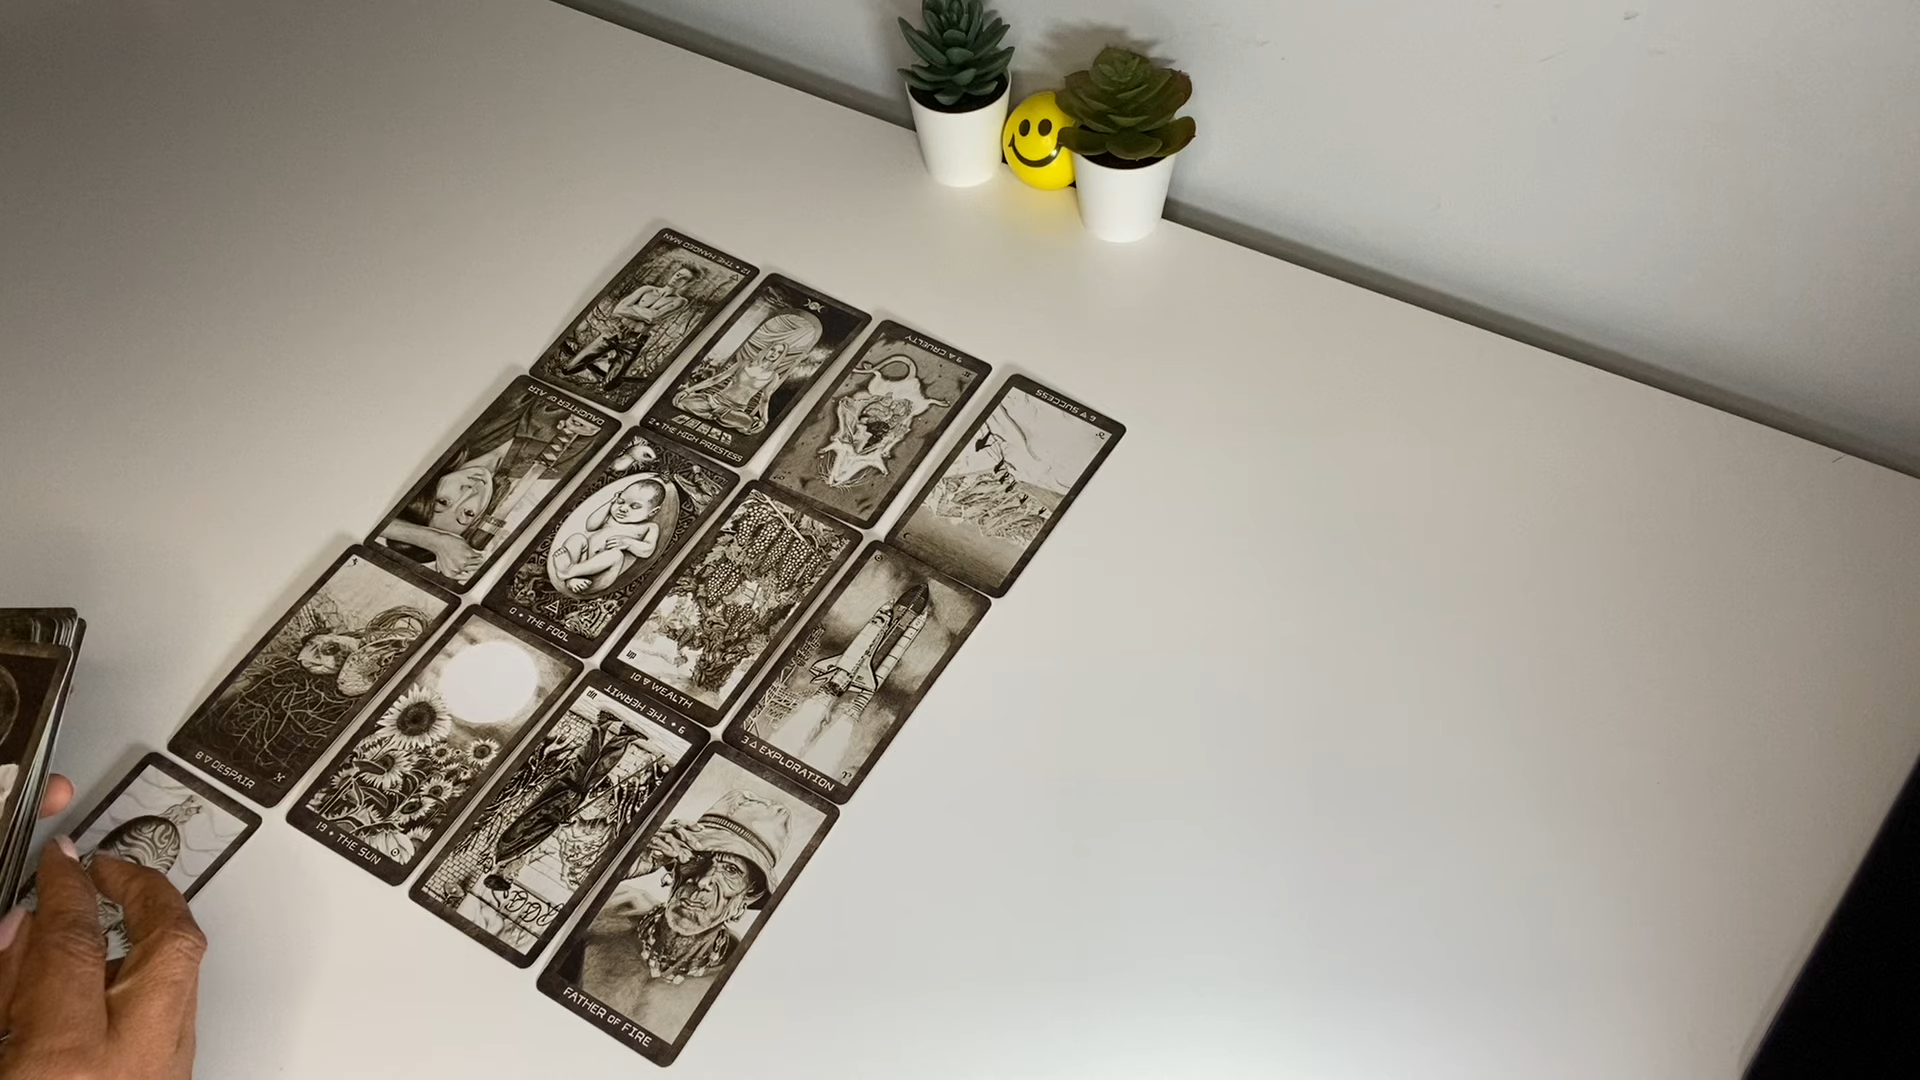 12 • THE HANGED MAN
2 • THE HIGH PRIESTESS
9 CRUELTY
6 SUCCESS
DAUGHTER OF AIR
0 • THE FOOL
10 WEALTH
3 EXPLORATION
8 DESPAIR
19 • THE SUN
9 • THE HERMIT
FATHER OF FIRE